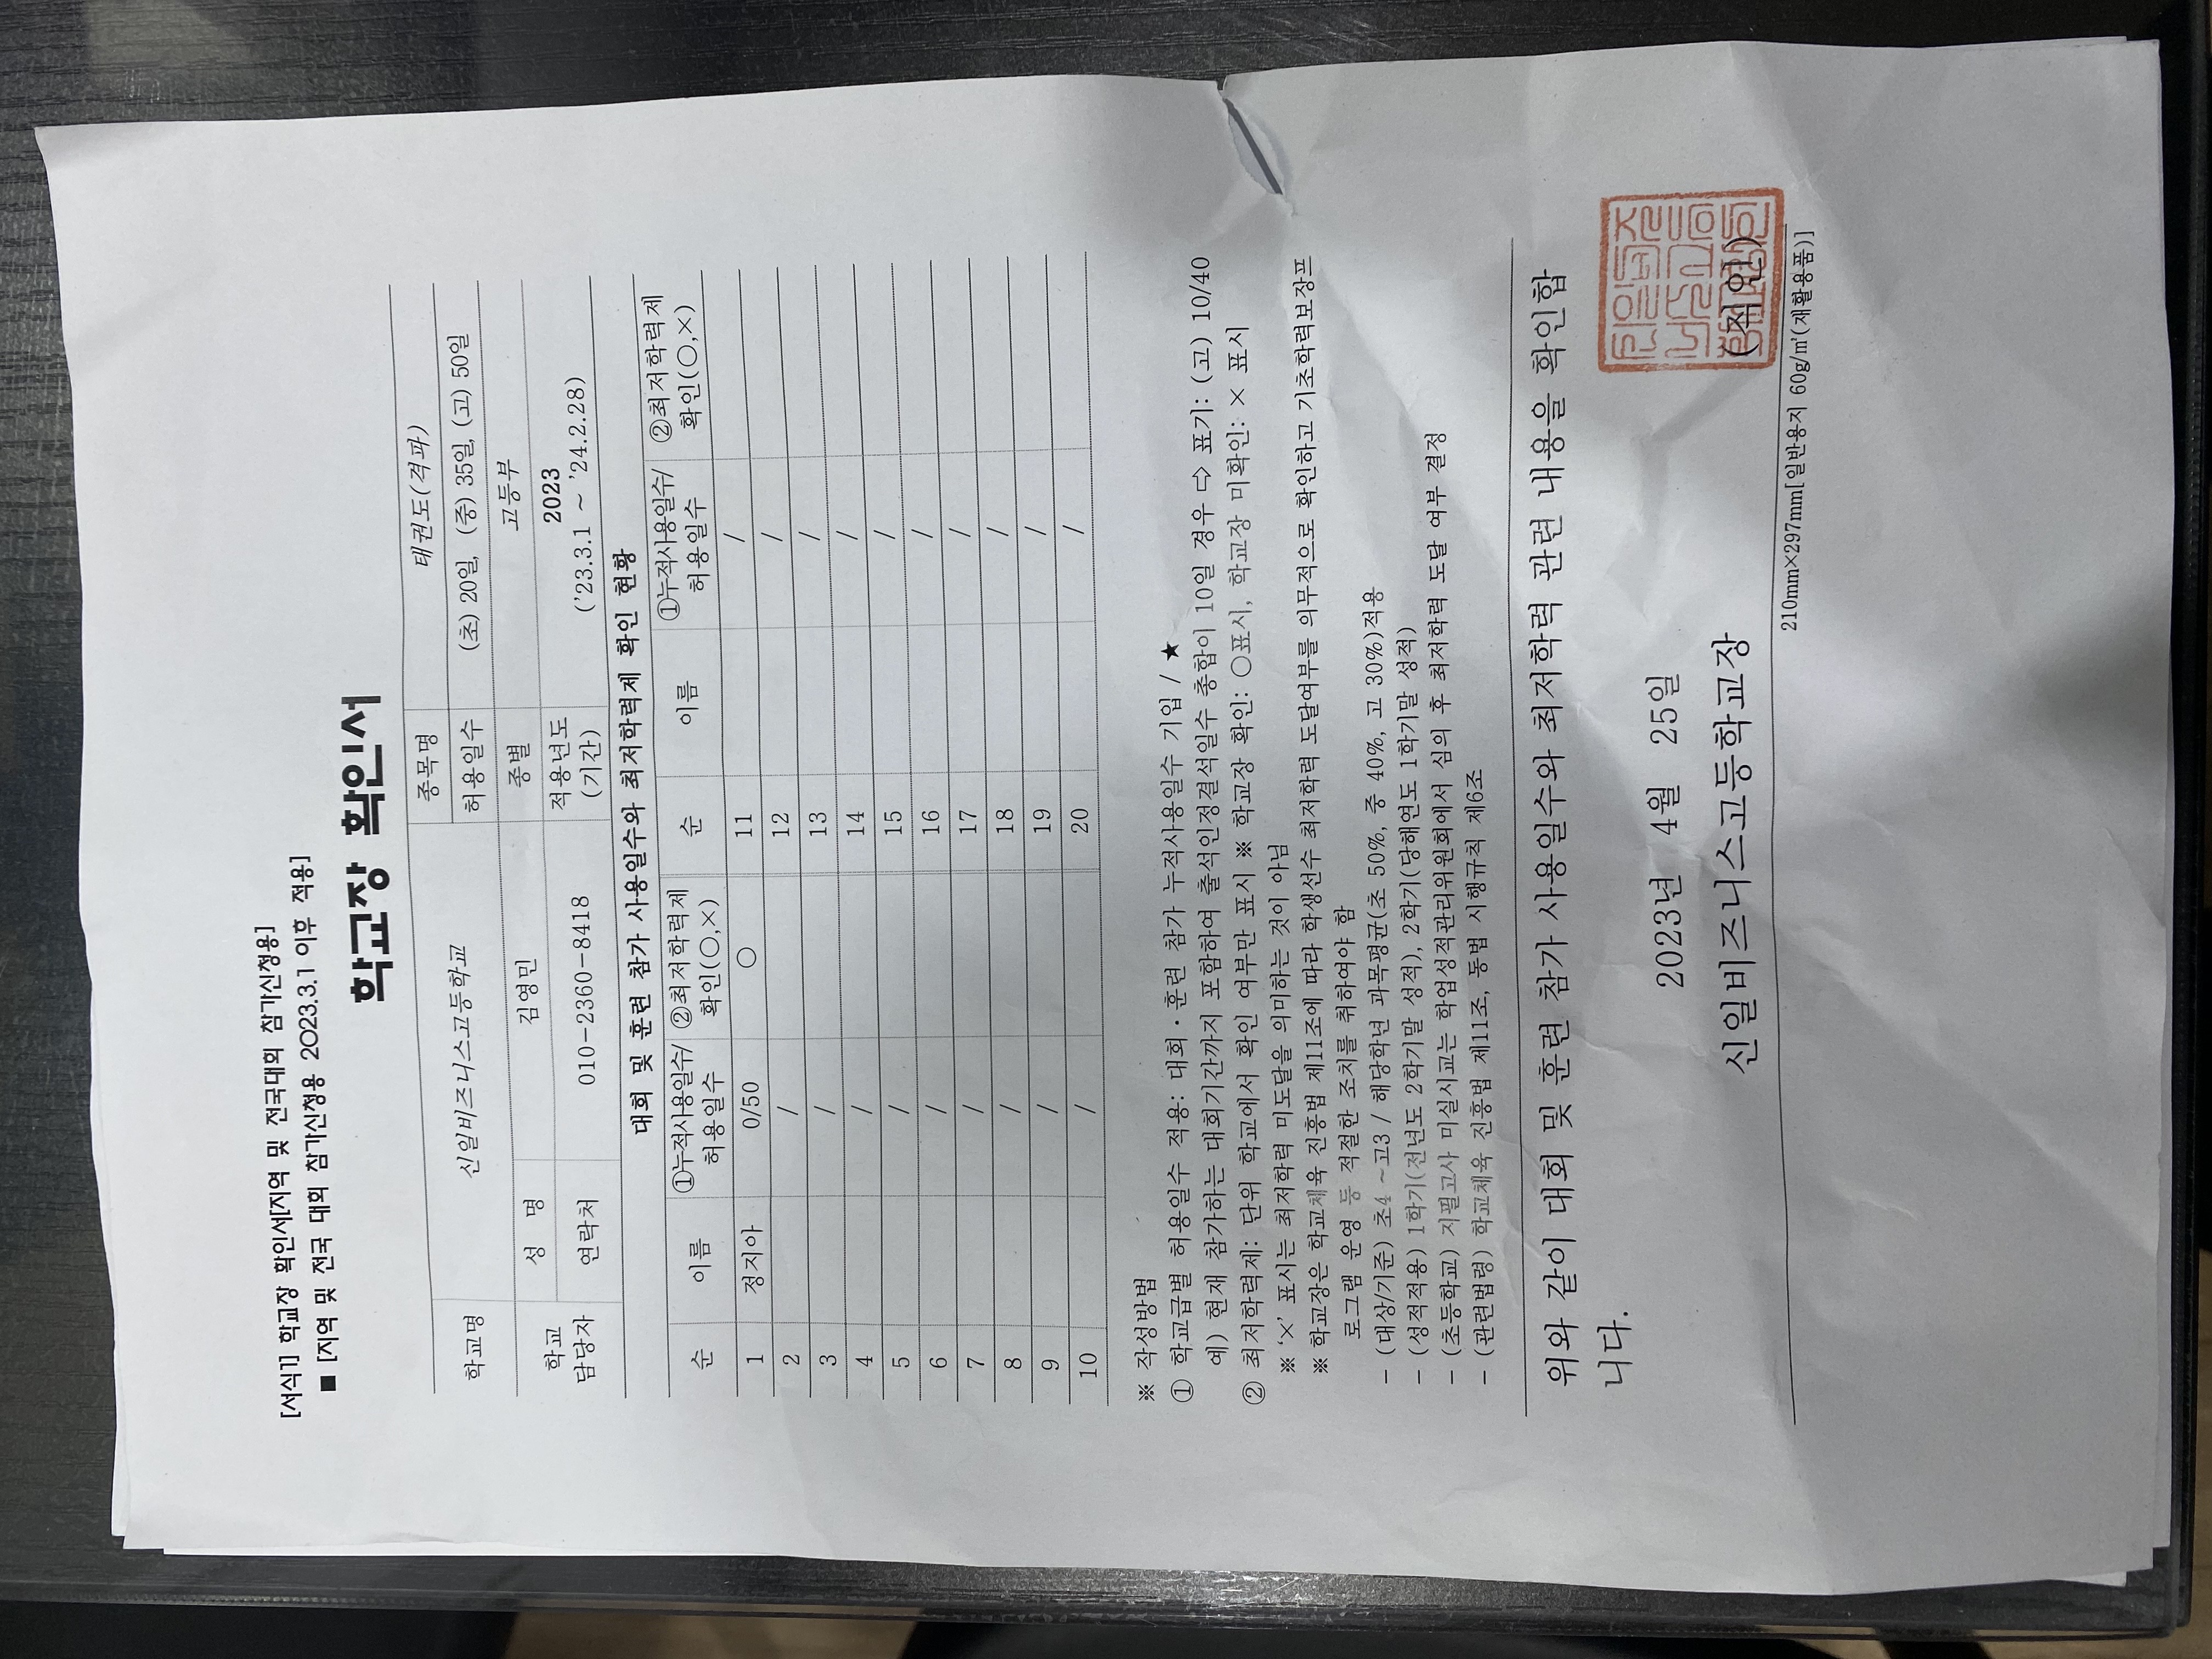 [서식1] 학교장 확인서[지역 및 전국대회 참가신청용]
■ [지역 및 전국 대회 참가신청용 2023.3.1 이후 적용]
학교장 확인서
학교명 신일비즈니스고등학교 종목명 태권도(격파)
허용일수 (초) 20일, (중) 35일, (고) 50일
학교 담당자 성 명 김영민 종별 고등부
연락처 010-2360-8418 적용년도 (기간) 2023
('23.3.1 ~ '24.2.28)
대회 및 훈련 참가 사용일수와 최저학력제 확인 현황
순 이름 ①누적사용일수/ 허용일수 ②최저학력제 확인(○,×) 순 이름 ①누적사용일수/ 허용일수 ②최저학력제 확인(○,×)
1 정지아 0/50 ○ 11 /
2 / 12 /
3 / 13 /
4 / 14 /
5 / 15 /
6 / 16 /
7 / 17 /
8 / 18 /
9 / 19 /
10 / 20 /
※ 작성방법
① 학교급별 허용일수 적용: 대회·훈련 참가 누적사용일수 기입 / ★
예) 현재 참가하는 대회기간까지 포함하여 출석인정결석일수 총합이 10일 경우 ⇨ 표기: (고) 10/40
② 최저학력제: 단위 학교에서 확인 여부만 표시 ※ 학교장 확인: ○표시, 학교장 미확인: × 표시
※ '×' 표시는 최저학력 미도달을 의미하는 것이 아님
※ 학교장은 학교체육 진흥법 제11조에 따라 학생선수 최저학력 도달여부를 의무적으로 확인하고 기초학력보장프
로그램 운영 등 적절한 조치를 취하여야 함
- (대상/기준) 초4 ~고3 / 해당학년 과목평균(초 50%, 중 40%, 고 30%)적용
- (성적적용) 1학기(전년도 2학기말 성적), 2학기(당해연도 1학기말 성적)
- (초등학교) 지필고사 미실시교는 학업성적관리위원회에서 심의 후 최저학력 도달 여부 결정
- (관련법령) 학교체육 진흥법 제11조, 동법 시행규칙 제6조
위와 같이 대회 및 훈련 참가 사용일수와 최저학력 관련 내용을 확인합
니다.
2023년 4월 25일
신일비즈니스고등학교장 (직인)
210mm×297mm[일반용지 60g/㎡(재활용품)]